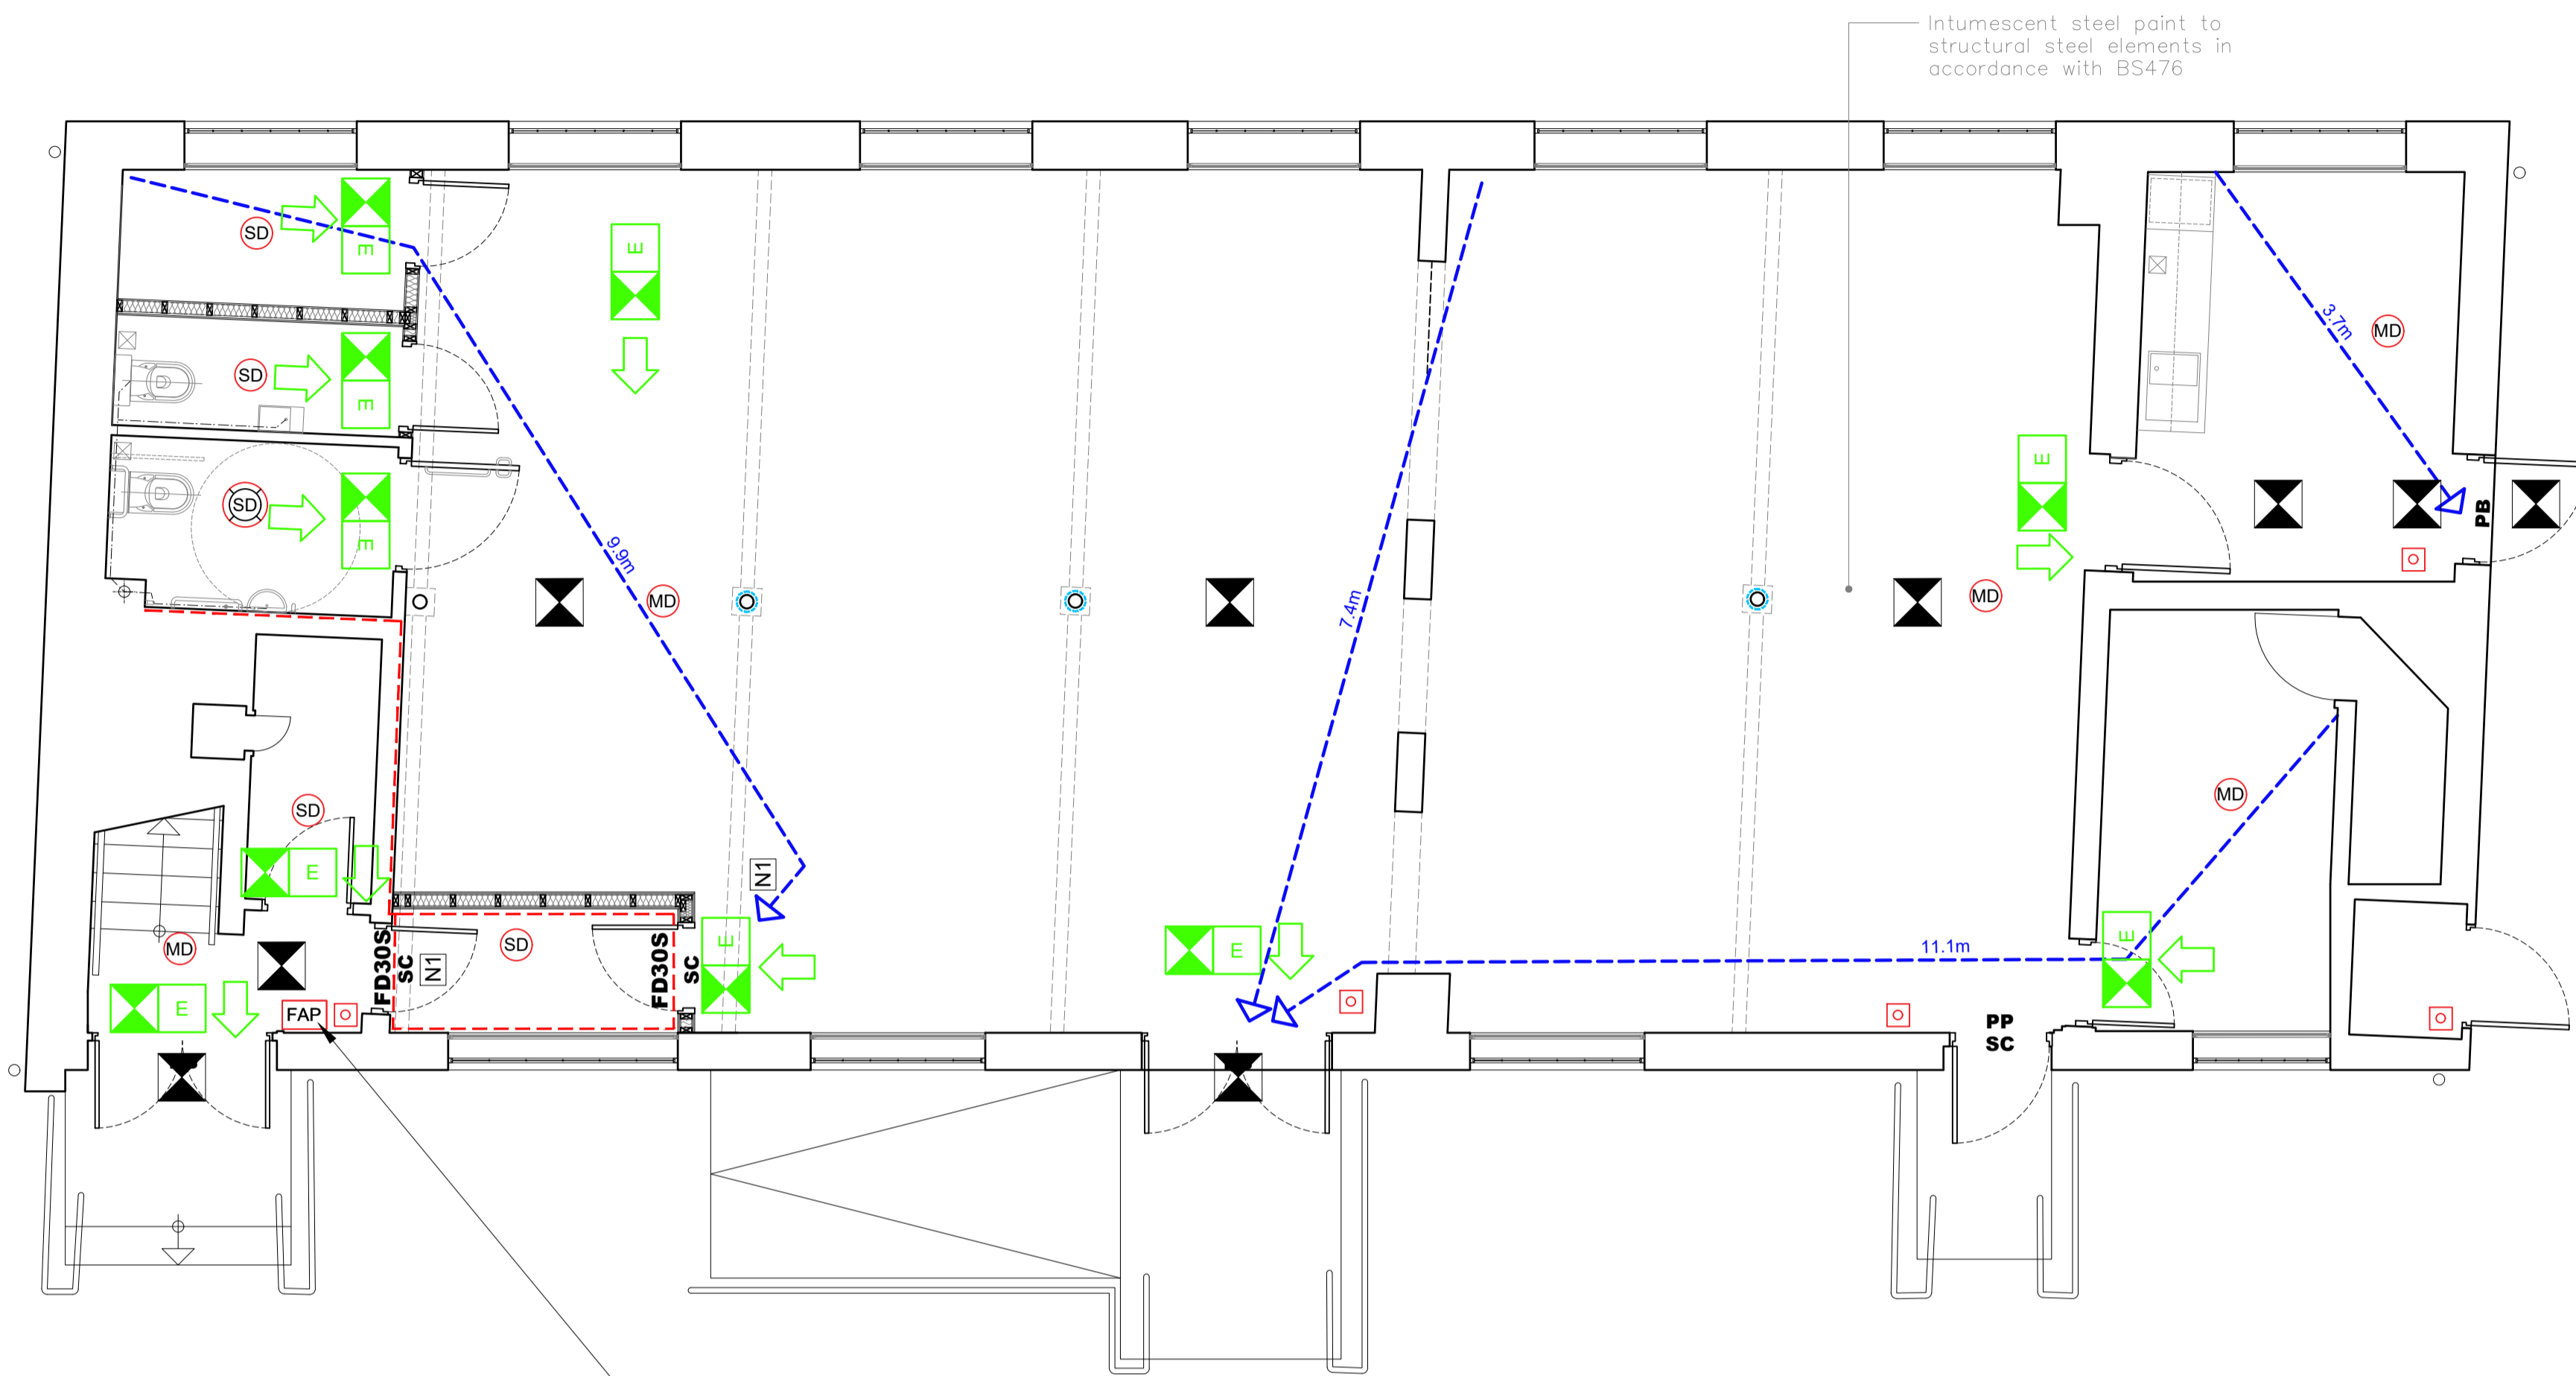 Intumescent steel paint to
structural steel elements in
accordance with BS476
SD
E
E
MD
3.7m
SD
E
E
SD
E
PB
9.9m
MD
7.4m
MD
SD
MD
E
N1
E
MD
FD30S
SC
N1
SD
FD30S
SC
E
E
11.1m
E
E
FAP
PP
SC